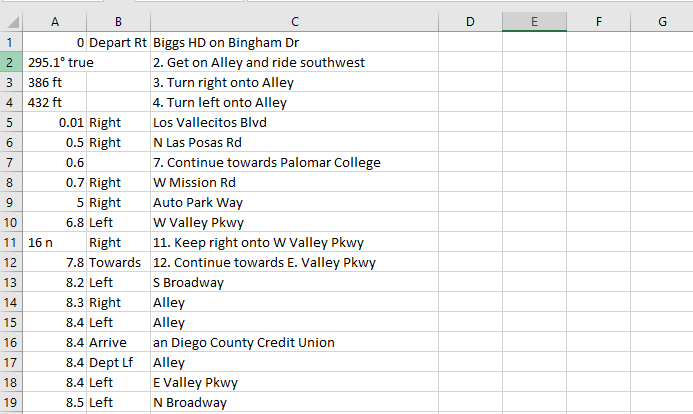 A B C D E F G
1 0 Depart Rt Biggs HD on Bingham Dr
2 295.1° true 2. Get on Alley and ride southwest
3 386 ft 3. Turn right onto Alley
4 432 ft 4. Turn left onto Alley
5 0.01 Right Los Vallecitos Blvd
6 0.5 Right N Las Posas Rd
7 0.6 7. Continue towards Palomar College
8 0.7 Right W Mission Rd
9 5 Right Auto Park Way
10 6.8 Left W Valley Pkwy
11 16 n Right 11. Keep right onto W Valley Pkwy
12 7.8 Towards 12. Continue towards E. Valley Pkwy
13 8.2 Left S Broadway
14 8.3 Right Alley
15 8.4 Left Alley
16 8.4 Arrive an Diego County Credit Union
17 8.4 Dept Lf Alley
18 8.4 Left E Valley Pkwy
19 8.5 Left N Broadway